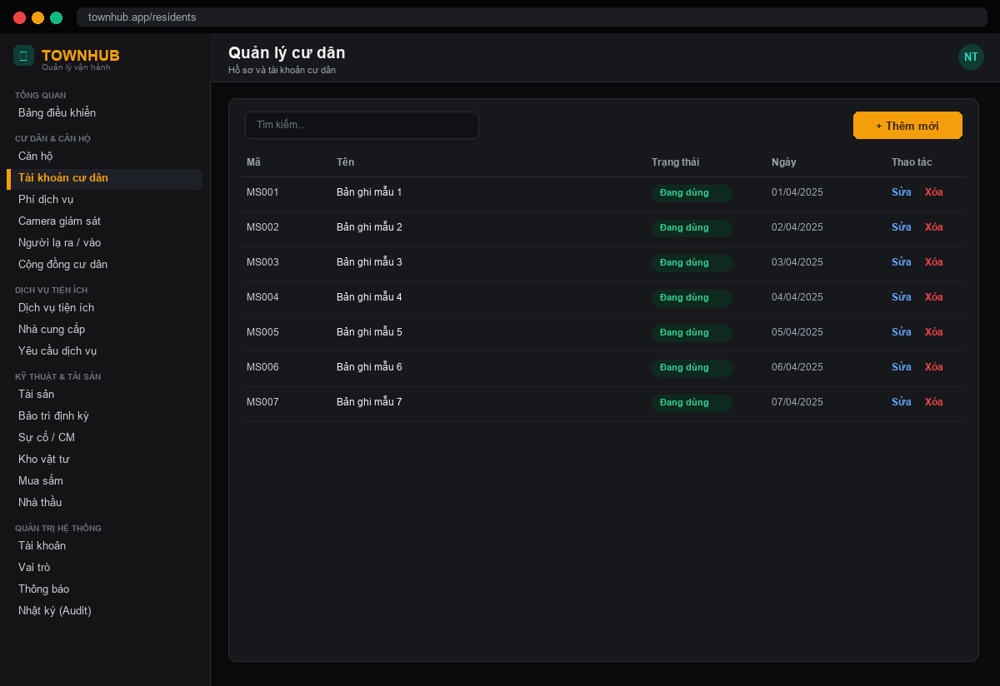 townhub.app/residents
TOWNHUB
Quản lý vận hành
TỔNG QUAN
Bảng điều khiển
CƯ DÂN & CĂN HỘ
Căn hộ
Tài khoản cư dân
Phí dịch vụ
Camera giám sát
Người lạ ra / vào
Cộng đồng cư dân
DỊCH VỤ TIỆN ÍCH
Dịch vụ tiện ích
Nhà cung cấp
Yêu cầu dịch vụ
KỸ THUẬT & TÀI SẢN
Tài sản
Bảo trì định kỳ
Sự cố / CM
Kho vật tư
Mua sắm
Nhà thầu
QUẢN TRỊ HỆ THỐNG
Tài khoản
Vai trò
Thông báo
Nhật ký (Audit)
Quản lý cư dân
Hồ sơ và tài khoản cư dân
NT
Tìm kiếm...
+ Thêm mới
Mã Tên Trạng thái Ngày Thao tác
MS001 Bản ghi mẫu 1 Đang dùng 01/04/2025 Sửa Xóa
MS002 Bản ghi mẫu 2 Đang dùng 02/04/2025 Sửa Xóa
MS003 Bản ghi mẫu 3 Đang dùng 03/04/2025 Sửa Xóa
MS004 Bản ghi mẫu 4 Đang dùng 04/04/2025 Sửa Xóa
MS005 Bản ghi mẫu 5 Đang dùng 05/04/2025 Sửa Xóa
MS006 Bản ghi mẫu 6 Đang dùng 06/04/2025 Sửa Xóa
MS007 Bản ghi mẫu 7 Đang dùng 07/04/2025 Sửa Xóa